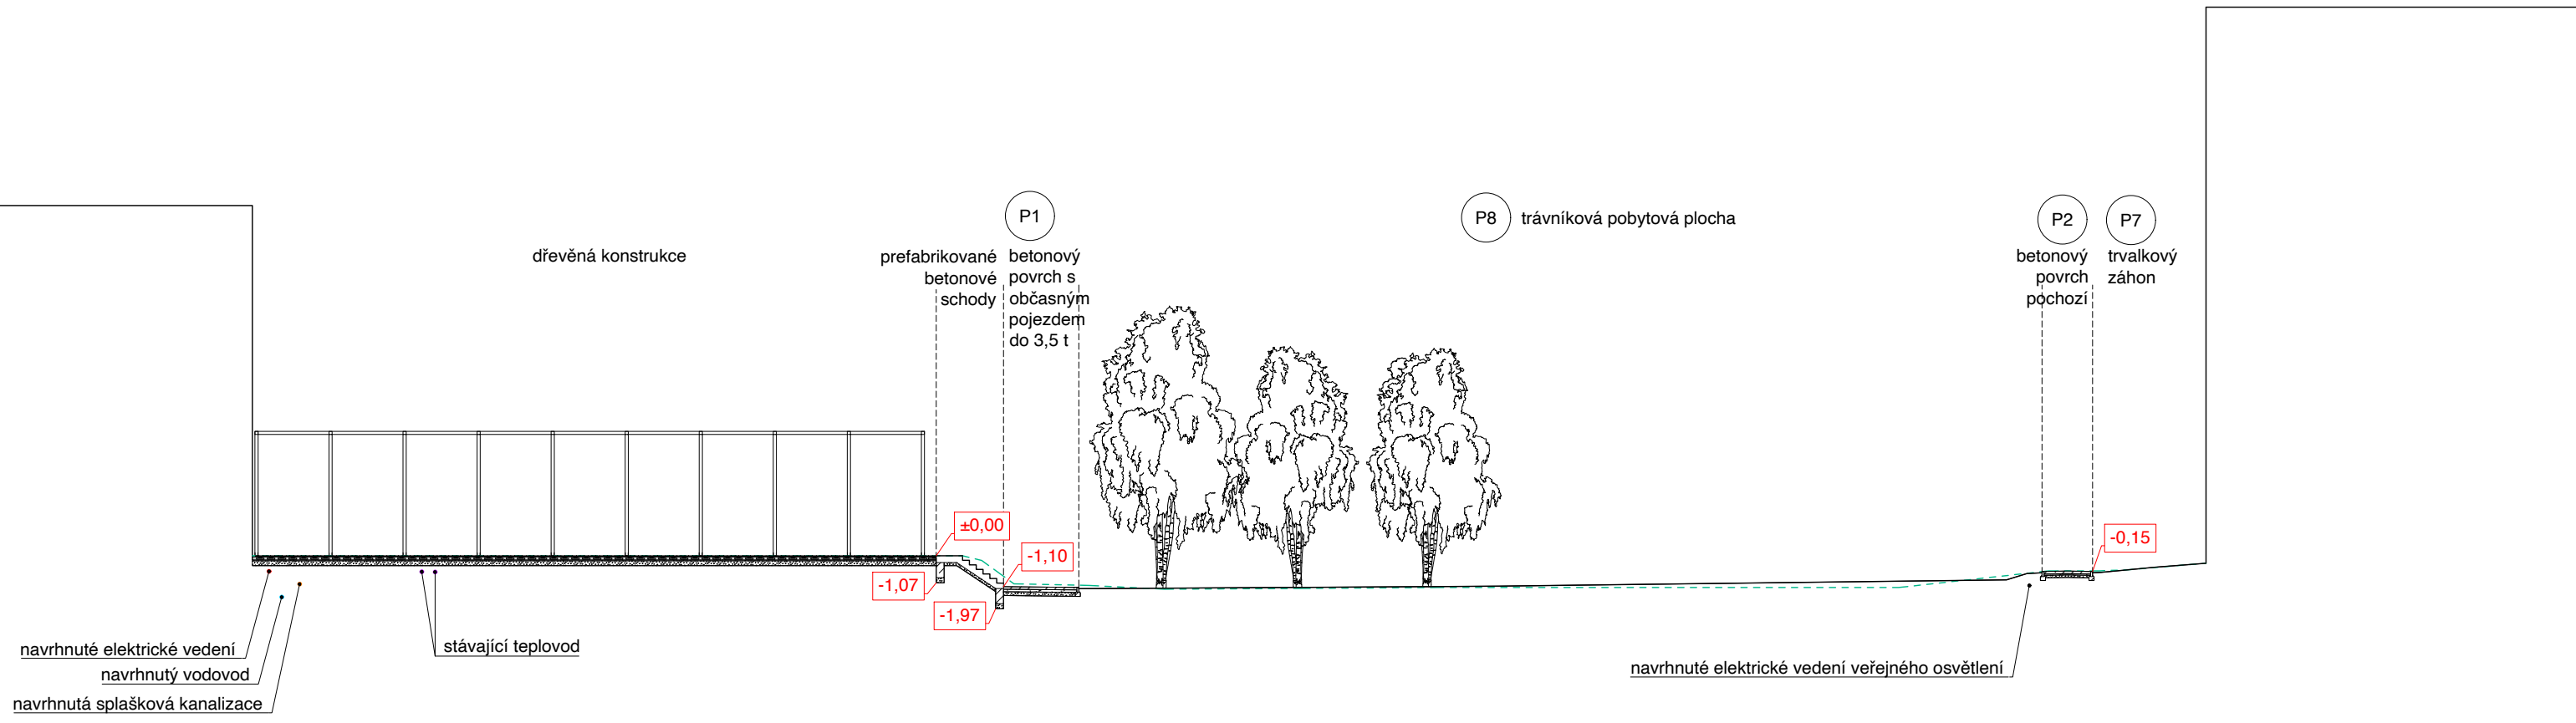 P1
P8
trávníková pobytová plocha
P2
P7
dřevěná konstrukce
prefabrikované
betonové
schody
betonový
povrch s
občasným
pojezdem
do 3,5 t
betonový
povrch
pochozí
trvalkový
záhon
±0,00
-1,10
-1,07
-1,97
-0,15
navrhnuté elektrické vedení
navrhnutý vodovod
navrhnutá splašková kanalizace
stávající teplovod
navrhnuté elektrické vedení veřejného osvětlení